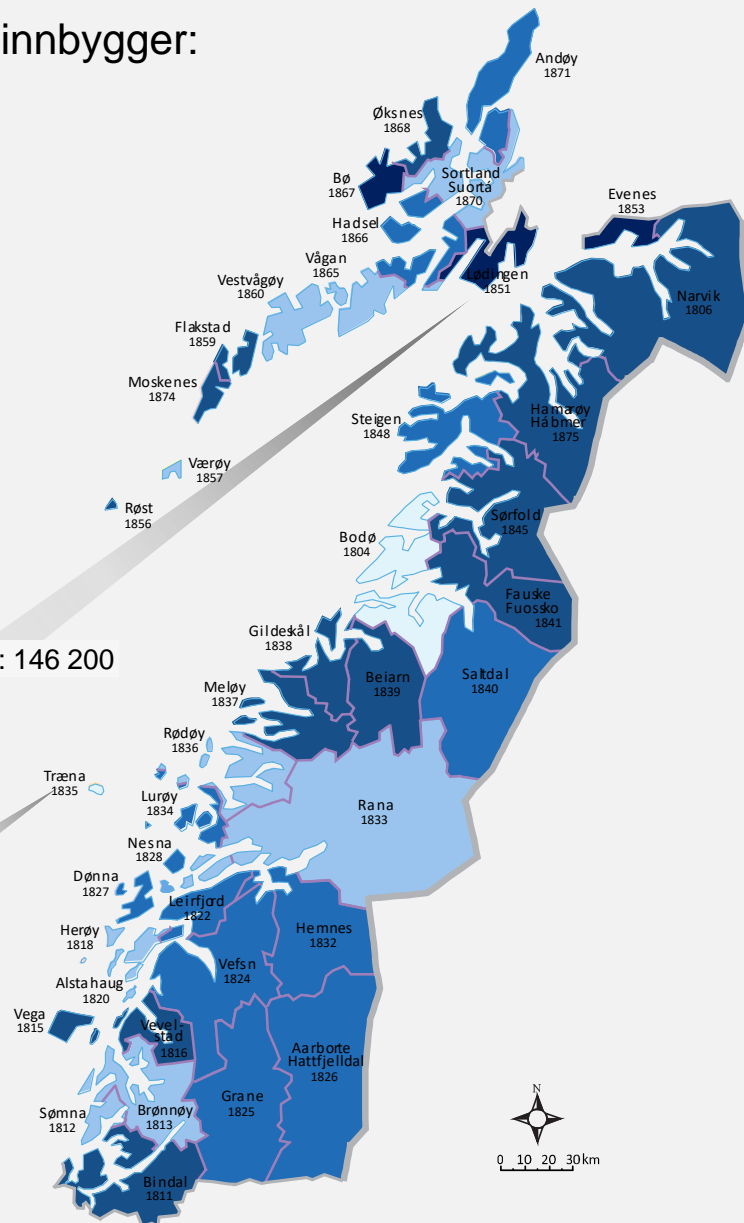 innbygger:
Andøy
1871
Øksnes
1868
Sortland
Suortá
1870
Bø
1867
Evenes
1853
Hadsel
1866
Vågan
1865
Lødingen
1851
Vestvågøy
1860
Narvik
1806
Flakstad
1859
Moskenes
1874
Steigen
1848
Hamarøy
Hábmer
1875
Værøy
1857
Røst
1856
Sørfold
1845
Bodø
1804
Fauske
Fuossko
1841
Gildeskål
1838
: 146 200
Beiarn
1839
Saltdal
1840
Meløy
1837
Rødøy
1836
Træna
1835
Lurøy
1834
Rana
1833
Nesna
1828
Dønna
1827
Leirfjord
1822
Herøy
1818
Hemnes
1832
Vefsn
1824
Alstahaug
1820
Vega
1815
Vevel-
stad
1816
Aarborte
Hattfjelldal
1826
Grane
1825
Sømna
1812
Brønnøy
1813
N
0 10 20 30km
Bindal
1811